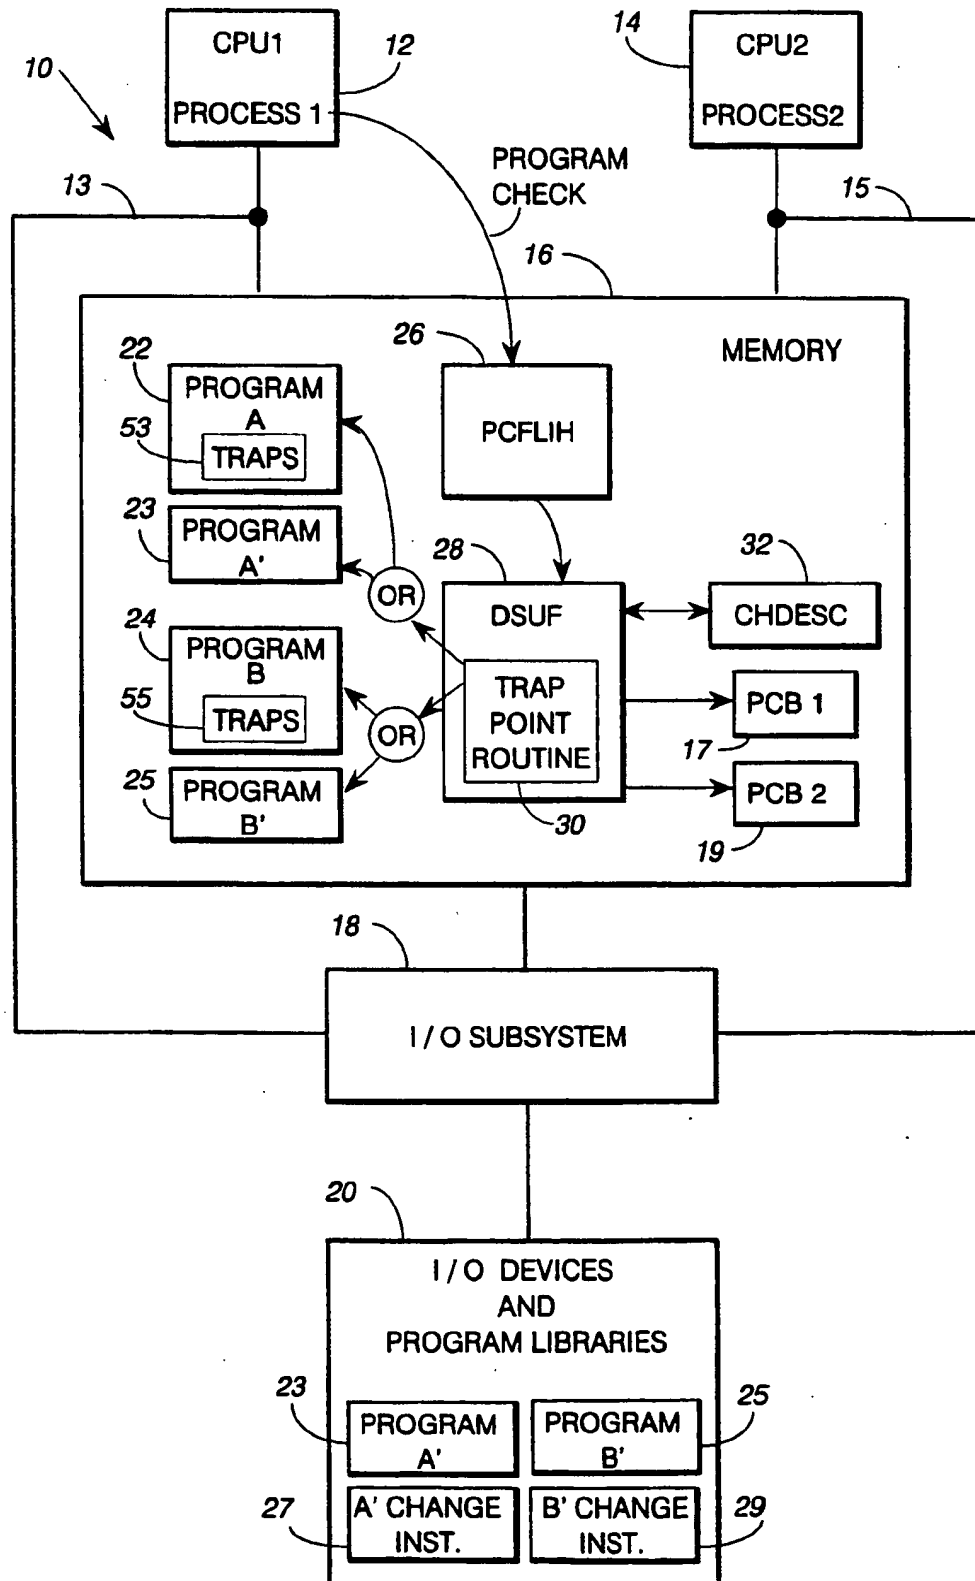 10
CPU1
PROCESS 1
12
14
CPU2
PROCESS2
13
PROGRAM
CHECK
15
16
MEMORY
22
PROGRAM
A
53
TRAPS
26
PCFLIH
23
PROGRAM
A'
OR
28
DSUF
32
CHDESC
24
PROGRAM
B
55
TRAPS
OR
TRAP
POINT
ROUTINE
30
PCB 1
17
25
PROGRAM
B'
PCB 2
19
18
I / O SUBSYSTEM
20
I / O DEVICES
AND
PROGRAM LIBRARIES
23
PROGRAM
A'
PROGRAM
B'
25
27
A' CHANGE
INST.
B' CHANGE
INST.
29